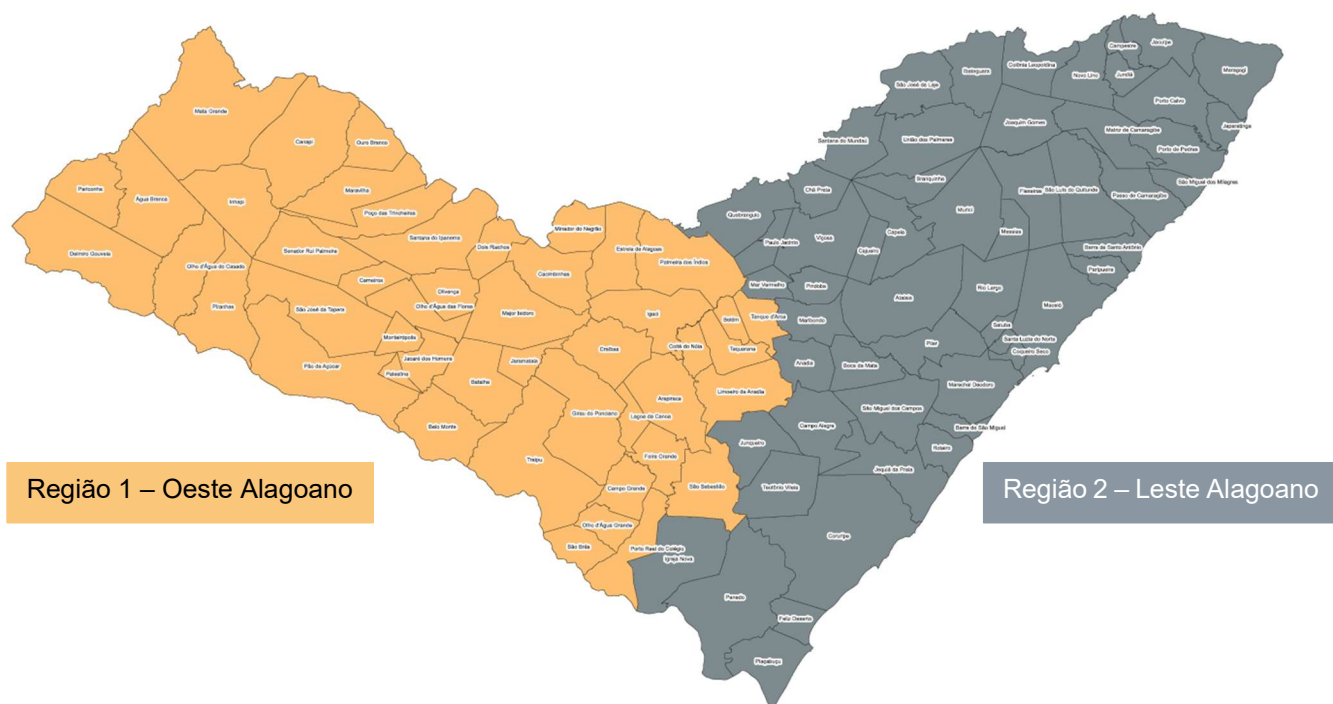 Campestre
Jacuípe
Colônia Leopoldina
Ibateguara
Novo Lino
Jundiá
Maragogi
São José da Laje
Porto Calvo
Mata Grande
Joaquim Gomes
Matriz de Camaragibe
Japaratinga
Canapi
Ouro Branco
Santana do Mundaú
União dos Palmares
Porto de Pedras
Branquinha
São Miguel dos Milagres
Pariconha
Água Branca
Inhapi
Maravilha
Chã Preta
Flexeiras
São Luís do Quitunde
Passo de Camaragibe
Poço das Trincheiras
Quebrangulo
Murici
Minador do Negrão
Viçosa
Capela
Messias
Santana do Ipanema
Paulo Jacinto
Delmiro Gouveia
Senador Rui Palmeira
Dois Riachos
Estrela de Alagoas
Cajueiro
Barra de Santo Antônio
Olho d'Água do Casado
Palmeira dos Índios
Paripueira
Carneiros
Cacimbinhas
Mar Vermelho
Pindoba
Rio Largo
Olivença
Atalaia
Piranhas
São José da Tapera
Olho d'Água das Flores
Major Isidoro
Igaci
Belém
Tanque d'Arca
Maribondo
Maceió
Satuba
Monteirópolis
Craíbas
Coité do Nóia
Taquarana
Pilar
Santa Luzia do Norte
Coqueiro Seco
Jacaré dos Homens
Jaramataia
Anadia
Boca da Mata
Pão de Açúcar
Palestina
Batalha
Marechal Deodoro
Limoeiro de Anadia
Arapiraca
Belo Monte
Girau do Ponciano
Lagoa da Canoa
São Miguel dos Campos
Campo Alegre
Barra de São Miguel
Junqueiro
Roteiro
Traipu
Feira Grande
Jequiá da Praia
Campo Grande
São Sebastião
Teotônio Vilela
Região 1 – Oeste Alagoano
Região 2 – Leste Alagoano
Olho d'Água Grande
Coruripe
São Brás
Porto Real do Colégio
Igreja Nova
Penedo
Feliz Deserto
Piaçabuçu